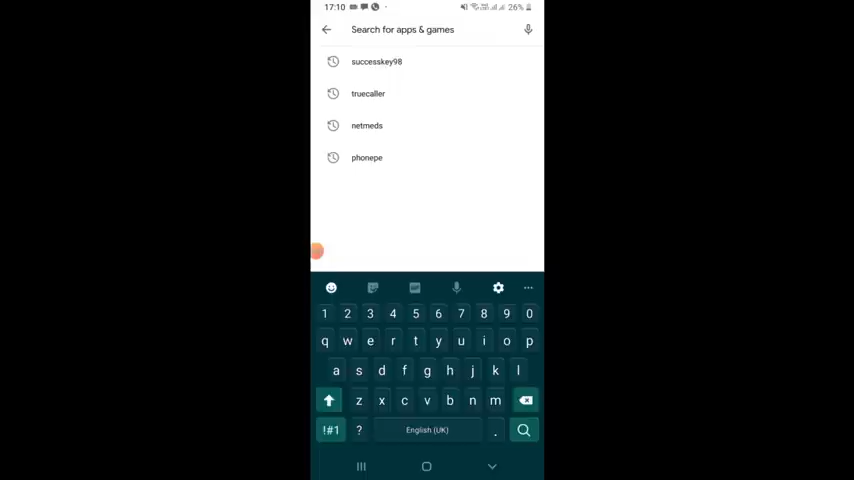 17:10 26%
Search for apps & games
successkey98
truecaller
netmeds
phonepe
GIF
1 2 3 4 5 6 7 8 9 0
q w e r t y u i o p
a s d f g h j k l
z x c v b n m
!#1 ? English (UK) .